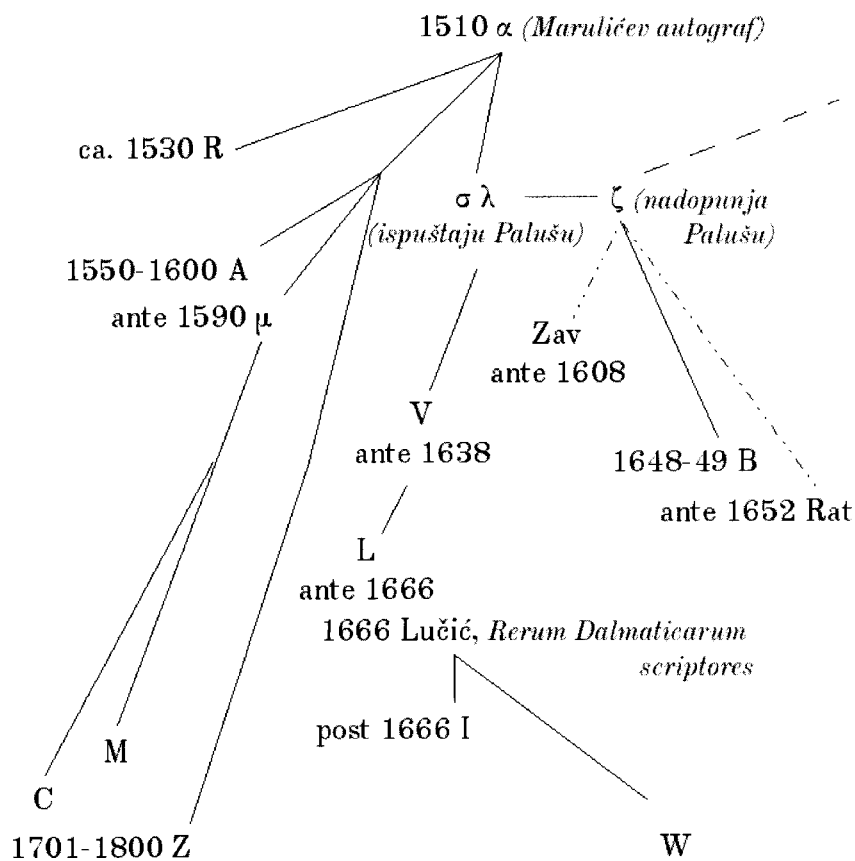 1510 α (Marulićev autograf)
ca. 1530 R
σ λ
ζ (nadopunja
(ispuštaju Palušu)
Palušu)
1550-1600 A
ante 1590 μ
Zav
ante 1608
V
ante 1638
1648-49 B
ante 1652 Rat
L
ante 1666
1666 Lučić, Rerum Dalmaticarum
scriptores
post 1666 I
M
C
1701-1800 Z
W